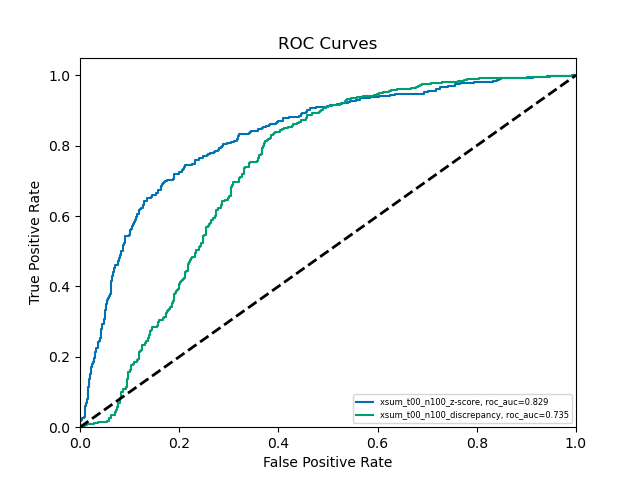 ROC Curves
True Positive Rate
1.0
0.8
0.6
0.4
0.2
0.0
0.0 0.2 0.4 0.6 0.8 1.0
False Positive Rate
xsum_t00_n100_z-score, roc_auc=0.829
xsum_t00_n100_discrepancy, roc_auc=0.735